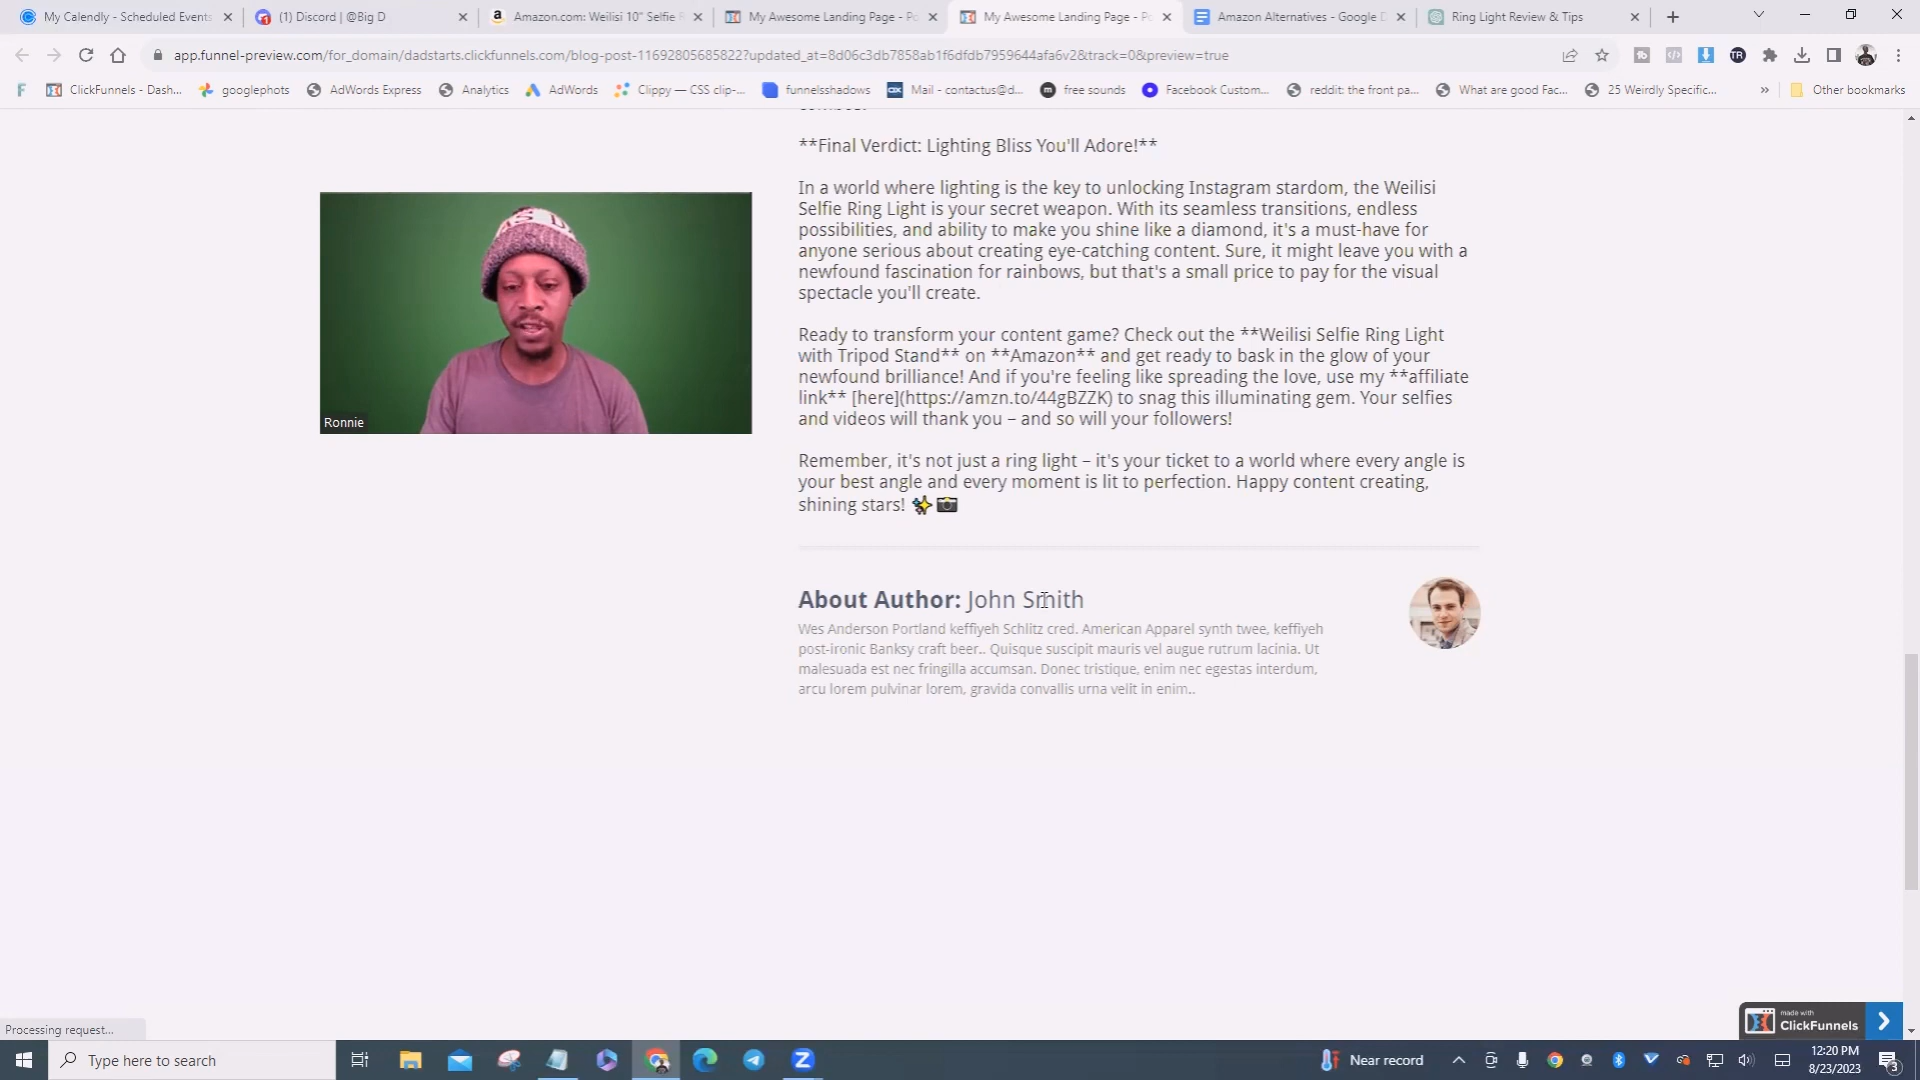 My Calendly - Scheduled Events
(1) Discord | @Big D
Amazon.com: Weilisi 10" Selfie R
My Awesome Landing Page - Po
My Awesome Landing Page - Po
Amazon Alternatives - Google D
Ring Light Review & Tips
app.funnel-preview.com/for_domain/dadstarts.clickfunnels.com/blog-post-11692805685822?updated_at=8d06c3db7858ab1f6dfdb7959644afa6v2&track=0&preview=true
ClickFunnels - Dash...
googlephots
AdWords Express
Analytics
AdWords
Clippy — CSS clip-...
funnelsshadows
Mail - contactus@d...
free sounds
Facebook Custom...
reddit: the front pa...
What are good Fac...
25 Weirdly Specific...
»
Other bookmarks
**Final Verdict: Lighting Bliss You'll Adore!**
In a world where lighting is the key to unlocking Instagram stardom, the Weilisi
Selfie Ring Light is your secret weapon. With its seamless transitions, endless
possibilities, and ability to make you shine like a diamond, it's a must-have for
anyone serious about creating eye-catching content. Sure, it might leave you with a
newfound fascination for rainbows, but that's a small price to pay for the visual
spectacle you'll create.
Ready to transform your content game? Check out the **Weilisi Selfie Ring Light
with Tripod Stand** on **Amazon** and get ready to bask in the glow of your
newfound brilliance! And if you're feeling like spreading the love, use my **affiliate
link** [here](https://amzn.to/44gBZZK) to snag this illuminating gem. Your selfies
and videos will thank you – and so will your followers!
Remember, it's not just a ring light – it's your ticket to a world where every angle is
your best angle and every moment is lit to perfection. Happy content creating,
shining stars! ✨📷
Ronnie
About Author: John Smith
Wes Anderson Portland keffiyeh Schlitz cred. American Apparel synth twee, keffiyeh
post-ironic Banksy craft beer.. Quisque suscipit mauris vel augue rutrum lacinia. Ut
malesuada est nec fringilla accumsan. Donec tristique, enim nec egestas interdum,
arcu lorem pulvinar lorem, gravida convallis urna velit in enim..
made with
ClickFunnels
Processing request...
Type here to search
Near record
12:20 PM
8/23/2023
3